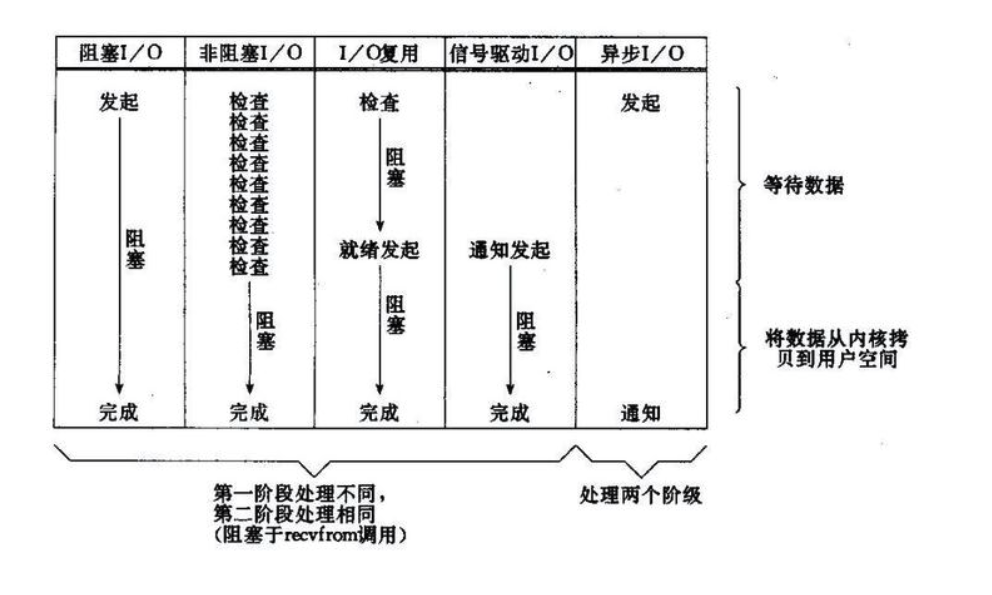 阻塞I/O 非阻塞I/O I/O复用 信号驱动I/O 异步I/O
发起 检查 检查 发起
检查
检查
检查
检查
检查
检查
检查
检查
阻塞
等待数据
阻塞
就绪发起 通知发起
阻塞
阻塞
阻塞
将数据从内核拷
贝到用户空间
完成 完成 完成 完成 通知
第一阶段处理不同，
第二阶段处理相同
（阻塞于recvfrom调用）
处理两个阶级